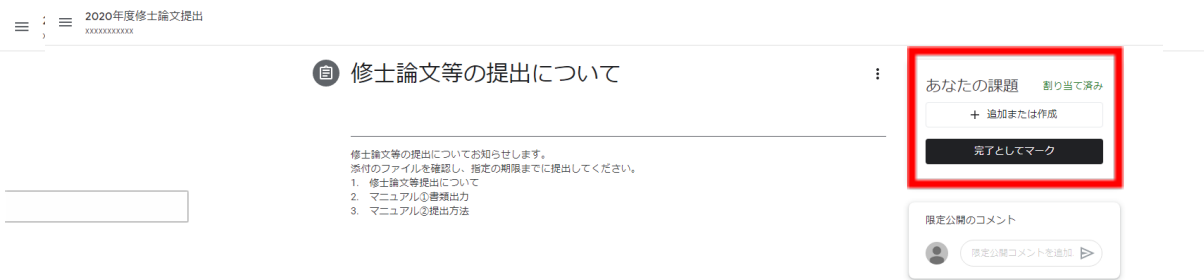 2020年度修士論文提出
xxxxxxxxxxx
修士論文等の提出について
修士論文等の提出についてお知らせします。
添付のファイルを確認し、指定の期限までに提出してください。
1. 修士論文等提出について
2. マニュアル①書類出力
3. マニュアル②提出方法
あなたの課題 割り当て済み
+ 追加または作成
完了としてマーク
限定公開のコメント
限定公開コメントを追加